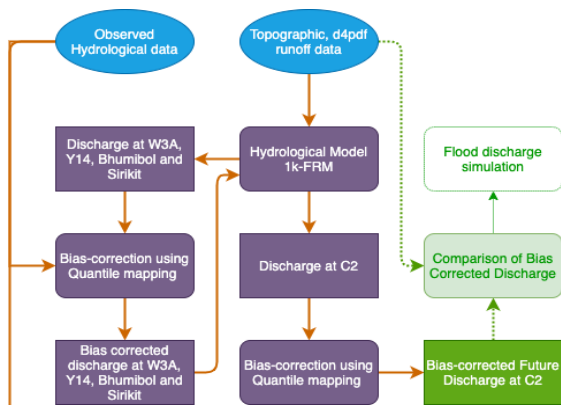 Observed
Hydrological data
Topographic, d4pdf
runoff data
Discharge at W3A,
Y14, Bhumibol and
Sirikit
Hydrological Model
1k-FRM
Flood discharge
simulation
Bias-correction using
Quantile mapping
Discharge at C2
Comparison of Bias
Corrected Discharge
Bias corrected
discharge at W3A,
Y14, Bhumibol and
Sirikit
Bias-correction using
Quantile mapping
Bias-corrected Future
Discharge at C2